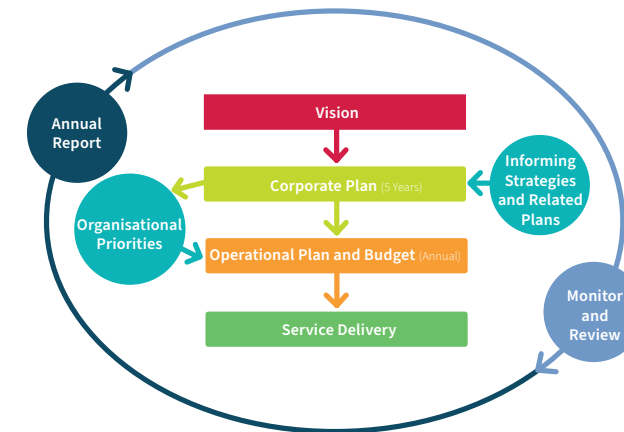 Vision
Annual
Report
Corporate Plan (5 Years)
Informing
Strategies
and Related
Plans
Organisational
Priorities
Operational Plan and Budget (Annual)
Monitor
and
Review
Service Delivery